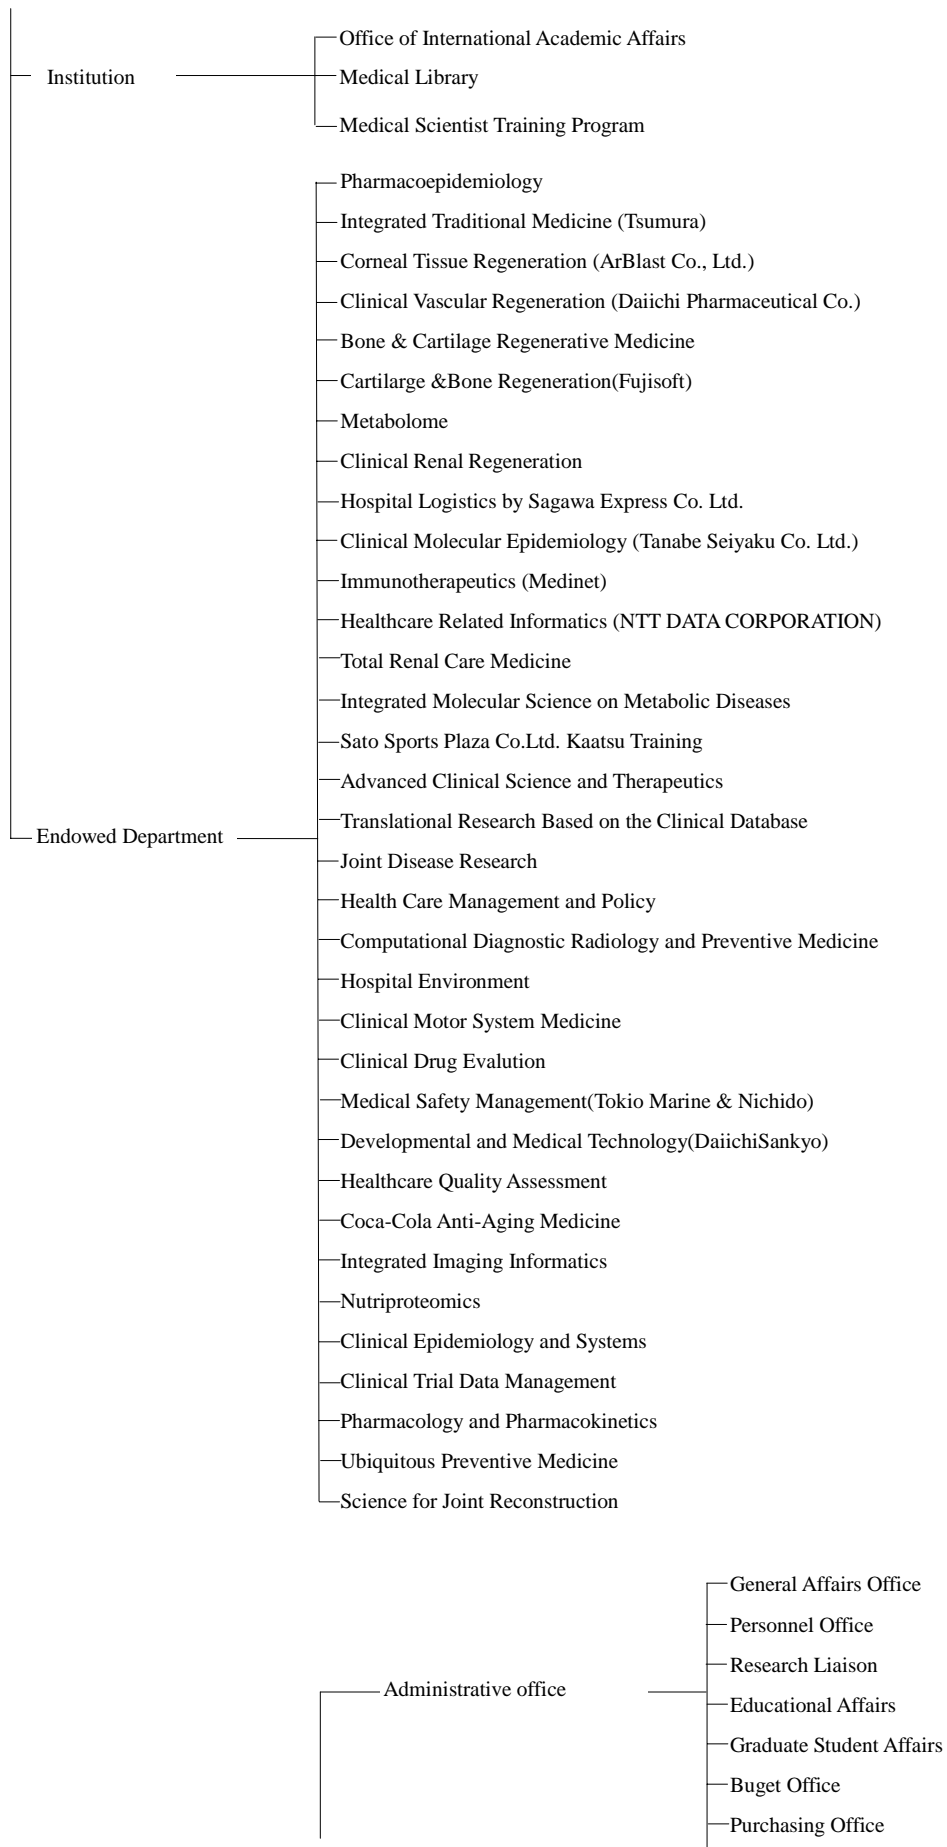 Office of International Academic Affairs
Institution
Medical Library
Medical Scientist Training Program
Pharmacoepidemiology
Integrated Traditional Medicine (Tsumura)
Corneal Tissue Regeneration (ArBlast Co., Ltd.)
Clinical Vascular Regeneration (Daiichi Pharmaceutical Co.)
Bone & Cartilage Regenerative Medicine
Cartilarge &Bone Regeneration(Fujisoft)
Metabolome
Clinical Renal Regeneration
Hospital Logistics by Sagawa Express Co. Ltd.
Clinical Molecular Epidemiology (Tanabe Seiyaku Co. Ltd.)
Immunotherapeutics (Medinet)
Healthcare Related Informatics (NTT DATA CORPORATION)
Total Renal Care Medicine
Integrated Molecular Science on Metabolic Diseases
Sato Sports Plaza Co.Ltd. Kaatsu Training
Advanced Clinical Science and Therapeutics
Translational Research Based on the Clinical Database
Endowed Department
Joint Disease Research
Health Care Management and Policy
Computational Diagnostic Radiology and Preventive Medicine
Hospital Environment
Clinical Motor System Medicine
Clinical Drug Evalution
Medical Safety Management(Tokio Marine & Nichido)
Developmental and Medical Technology(DaiichiSankyo)
Healthcare Quality Assessment
Coca-Cola Anti-Aging Medicine
Integrated Imaging Informatics
Nutriproteomics
Clinical Epidemiology and Systems
Clinical Trial Data Management
Pharmacology and Pharmacokinetics
Ubiquitous Preventive Medicine
Science for Joint Reconstruction
General Affairs Office
Personnel Office
Research Liaison
Administrative office
Educational Affairs
Graduate Student Affairs
Buget Office
Purchasing Office